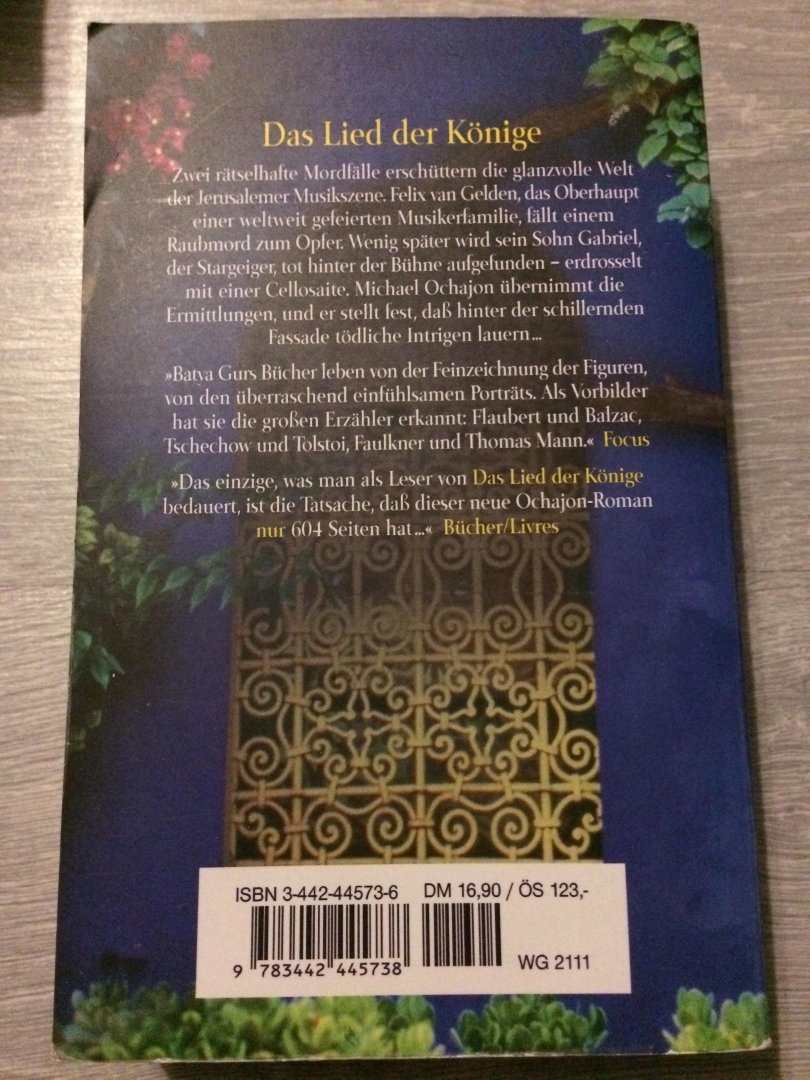 Das Lied der Könige
Zwei rätselhafte Mordfälle erschüttern die glanzvolle Welt
der Jerusalemer Musikszene. Felix van Gelden, das Oberhaupt
einer weltweit gefeierten Musikerfamilie, fällt einem
Raubmord zum Opfer. Wenig später wird sein Sohn Gabriel,
der Stargeiger, tot hinter der Bühne aufgefunden – erdrosselt
mit einer Cellosaite. Michael Ochajon übernimmt die
Ermittlungen, und er stellt fest, daß hinter der schillernden
Fassade tödliche Intrigen lauern ...
»Batya Gurs Bücher leben von der Feinzeichnung der Figuren,
von den überraschend einfühlsamen Porträts. Als Vorbilder
hat sie die großen Erzähler erkannt: Flaubert und Balzac,
Tschechow und Tolstoi, Faulkner und Thomas Mann.« Focus
»Das einzige, was man als Leser von Das Lied der Könige
bedauert, ist die Tatsache, daß dieser neue Ochajon-Roman
nur 604 Seiten hat ...« Bücher/Livres
ISBN 3-442-44573-6 DM 16,90 / ÖS 123,-
9 783442 445738 WG 2111